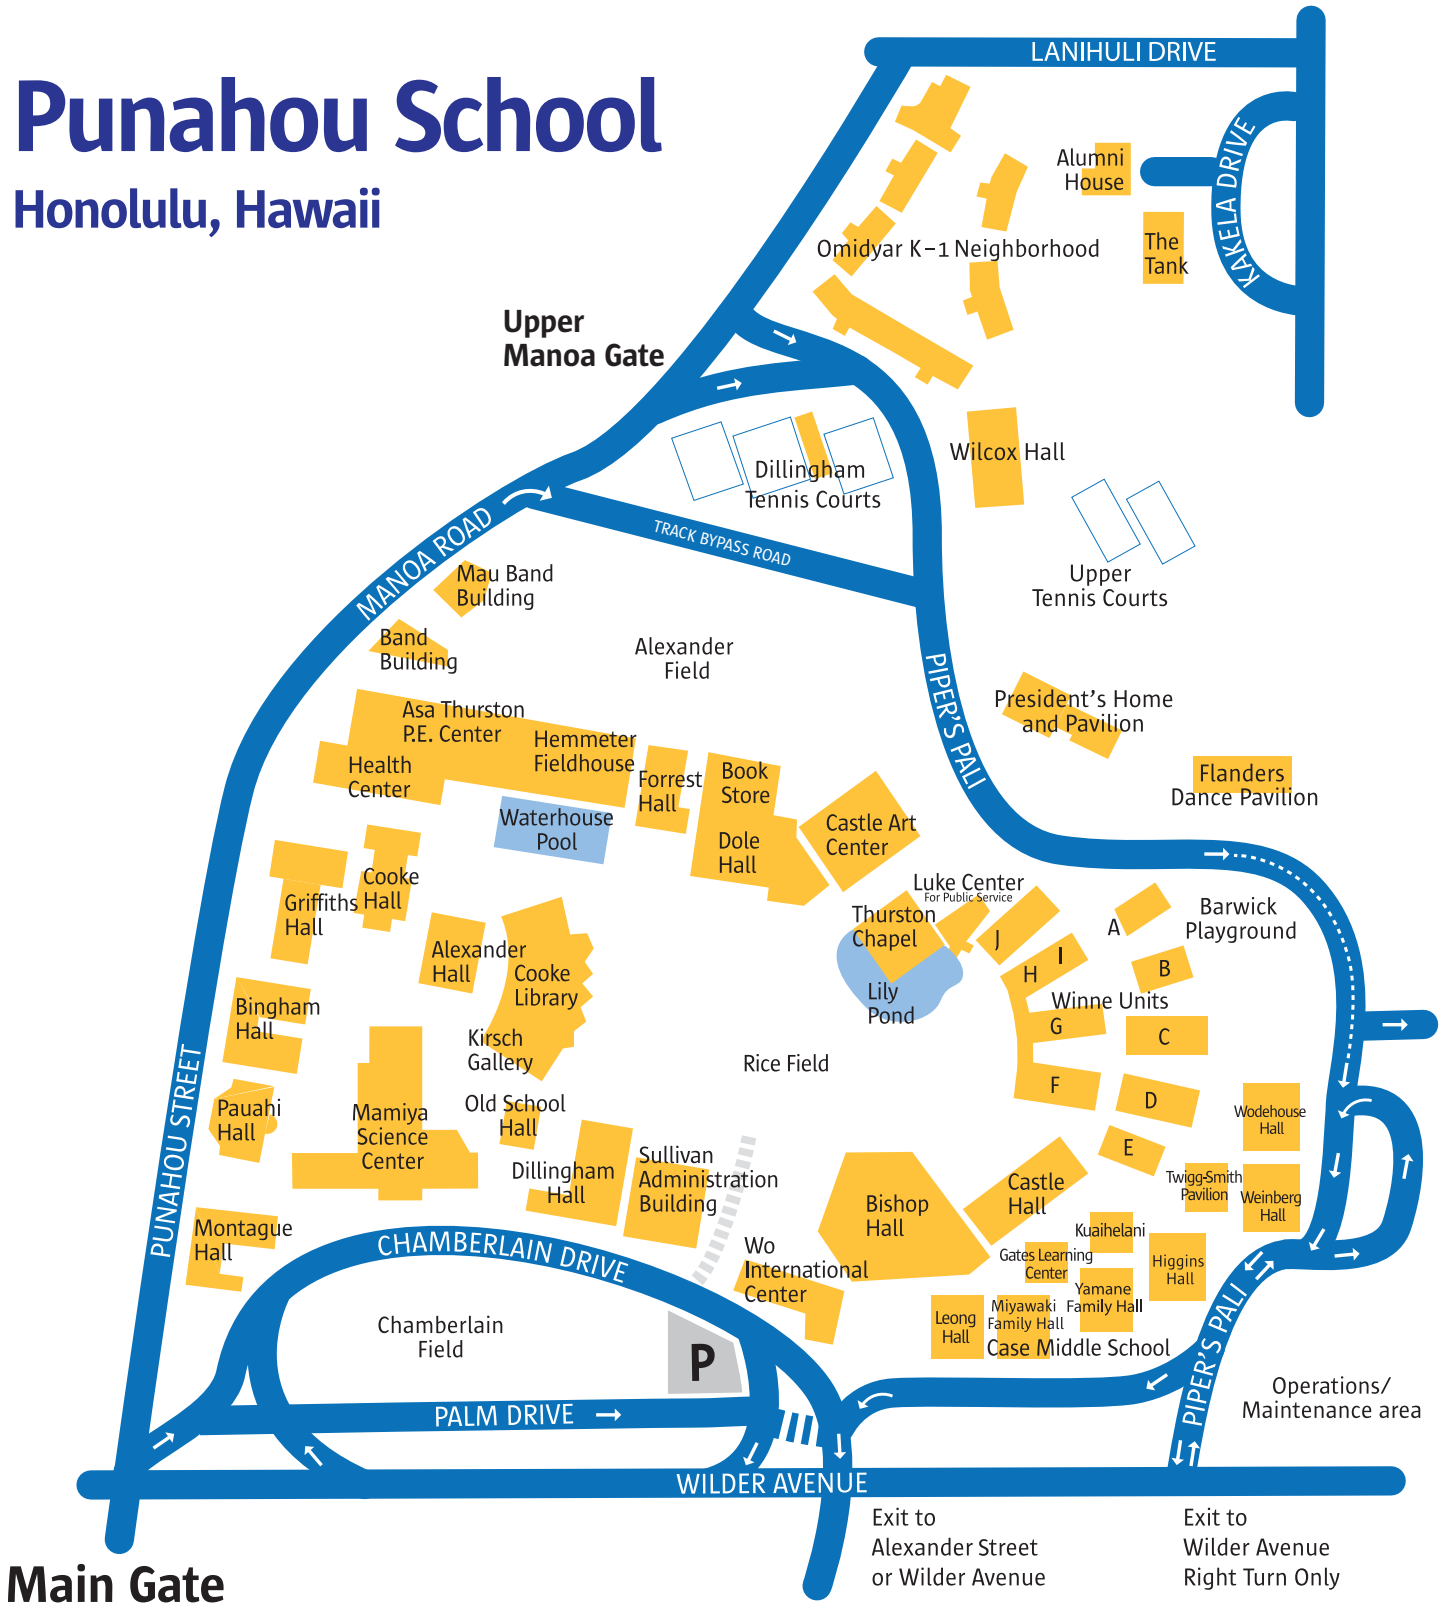 Punahou School
Honolulu, Hawaii
LANIHULI DRIVE
KAKELA DRIVE
Alumni
House
The
Tank
Omidyar K–1 Neighborhood
Upper
Manoa Gate
Wilcox Hall
Dillingham
Tennis Courts
TRACK BYPASS ROAD
MANOA ROAD
Upper
Tennis Courts
Mau Band
Building
Band
Building
Alexander
Field
PIPER'S PALI
President's Home
and Pavilion
Flanders
Dance Pavilion
Asa Thurston
P.E. Center
Hemmeter
Fieldhouse
Health
Center
Forrest
Hall
Book
Store
Waterhouse
Pool
Dole
Hall
Castle Art
Center
Cooke
Hall
Griffiths
Hall
Luke Center
For Public Service
Thurston
Chapel
Lily
Pond
Barwick
Playground
A
B
C
D
E
F
G
H
I
J
Winne Units
Alexander
Hall
Cooke
Library
Kirsch
Gallery
Bingham
Hall
Rice Field
PUNAHOU STREET
Pauahi
Hall
Mamiya
Science
Center
Old School
Hall
Dillingham
Hall
Sullivan
Administration
Building
Wodehouse
Hall
Twigg-Smith
Pavilion
Weinberg
Hall
Castle
Hall
Bishop
Hall
Kuaihelani
Gates Learning
Center
Higgins
Hall
Yamane
Family Hall
Miyawaki
Family Hall
Leong
Hall
Case Middle School
Montague
Hall
CHAMBERLAIN DRIVE
Wo
International
Center
Chamberlain
Field
P
PALM DRIVE
PIPER'S PALI
Operations/
Maintenance area
WILDER AVENUE
Exit to
Alexander Street
or Wilder Avenue
Exit to
Wilder Avenue
Right Turn Only
Main Gate